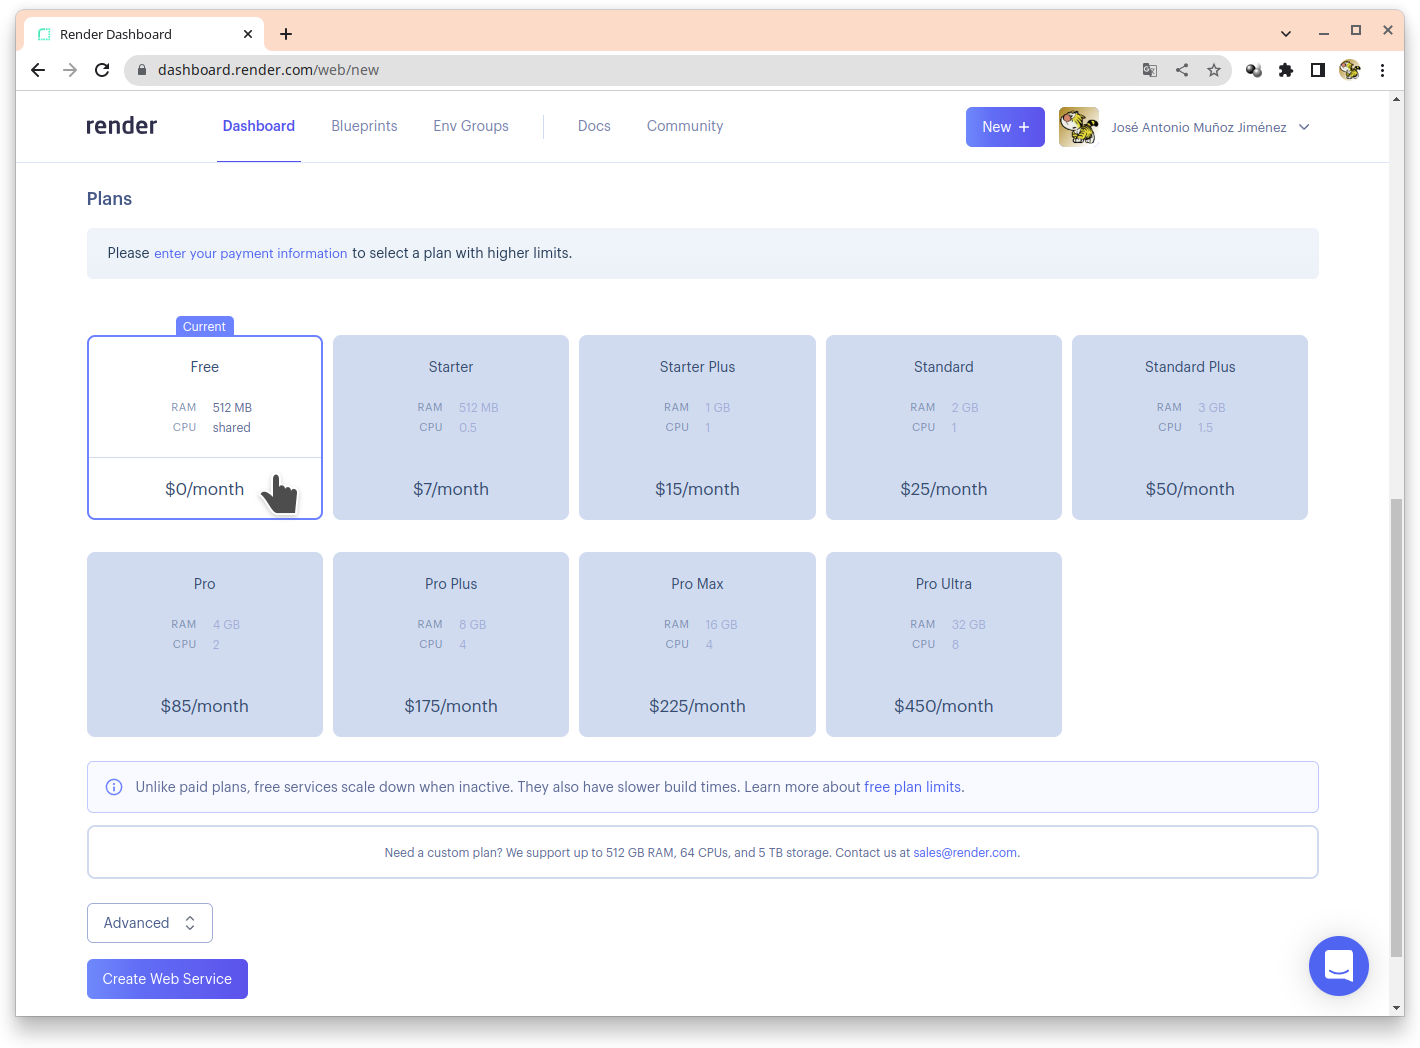 Render Dashboard
dashboard.render.com/web/new
render Dashboard Blueprints Env Groups Docs Community New + José Antonio Muñoz Jiménez
Plans
Please enter your payment information to select a plan with higher limits.
Current
Free
RAM 512 MB
CPU shared
$0/month
Starter
RAM 512 MB
CPU 0.5
$7/month
Starter Plus
RAM 1 GB
CPU 1
$15/month
Standard
RAM 2 GB
CPU 1
$25/month
Standard Plus
RAM 3 GB
CPU 1.5
$50/month
Pro
RAM 4 GB
CPU 2
$85/month
Pro Plus
RAM 8 GB
CPU 4
$175/month
Pro Max
RAM 16 GB
CPU 4
$225/month
Pro Ultra
RAM 32 GB
CPU 8
$450/month
Unlike paid plans, free services scale down when inactive. They also have slower build times. Learn more about free plan limits.
Need a custom plan? We support up to 512 GB RAM, 64 CPUs, and 5 TB storage. Contact us at sales@render.com.
Advanced
Create Web Service